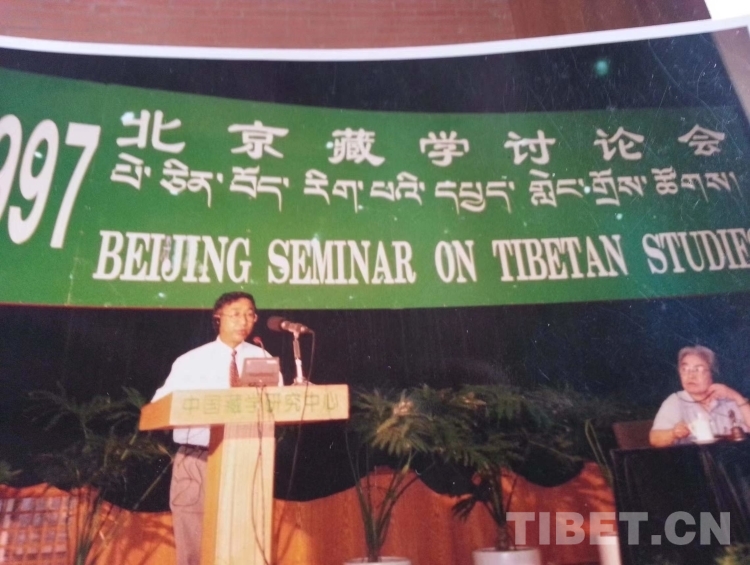 997
北京藏学讨论会
པེ་ཅིན་བོད་རིག་པའི་དཔྱད་གླེང་གྲོས་ཚོགས།
BEIJING SEMINAR ON TIBETAN STUDIES
中国藏学研究中心
TIBET.CN